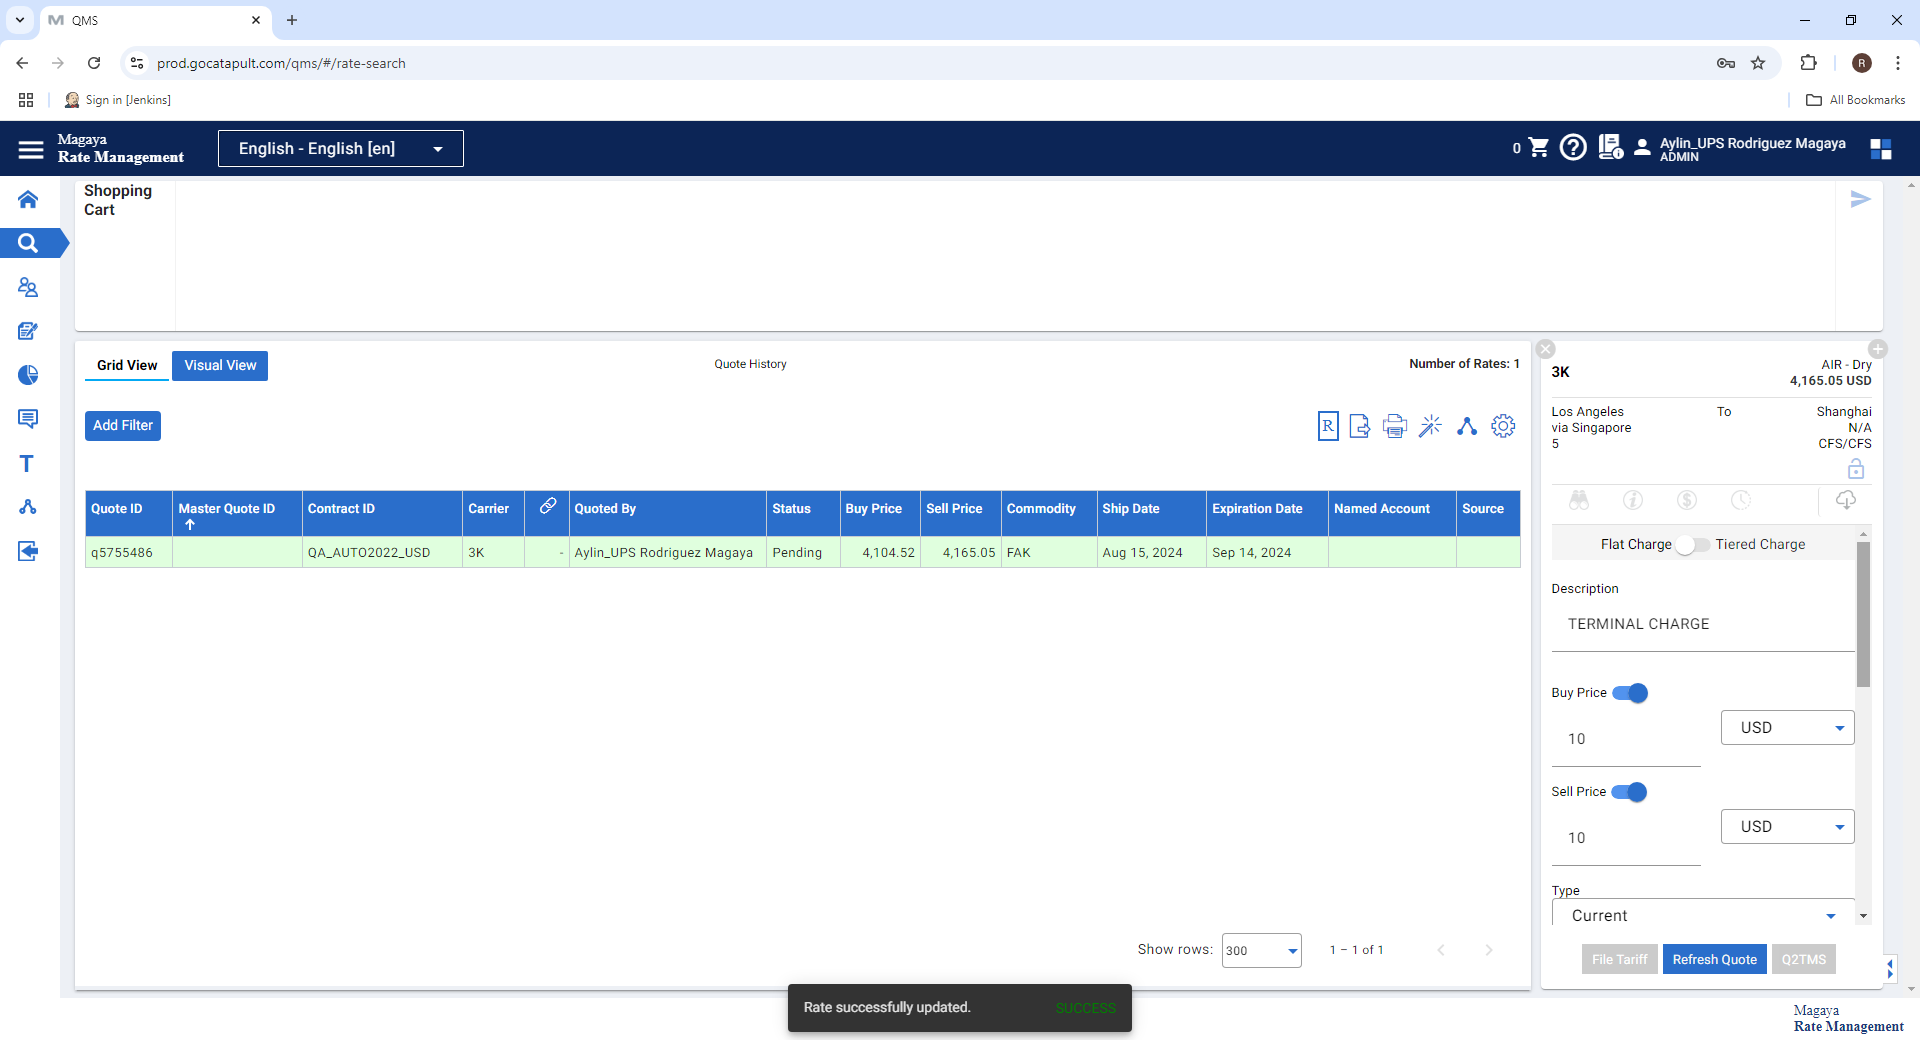 QMS
prod.gocatapult.com/qms/#/rate-search
R
Sign in [Jenkins]
All Bookmarks
Magaya
Rate Management
English - English [en]
0
Aylin_UPS Rodriguez Magaya
ADMIN
Shopping
Cart
T
Grid View
Visual View
Quote History
Number of Rates: 1
Add Filter
R
Quote ID
Master Quote ID
Contract ID
Carrier
Quoted By
Status
Buy Price
Sell Price
Commodity
Ship Date
Expiration Date
Named Account
Source
q5755486
QA_AUTO2022_USD
3K
-
Aylin_UPS Rodriguez Magaya
Pending
4,104.52
4,165.05
FAK
Aug 15, 2024
Sep 14, 2024
Show rows:
300
1 – 1 of 1
3K
AIR - Dry
4,165.05 USD
Los Angeles
To
Shanghai
via Singapore
N/A
5
CFS/CFS
Flat Charge
Tiered Charge
Description
TERMINAL CHARGE
Buy Price
10
USD
Sell Price
10
USD
Type
Current
File Tariff
Refresh Quote
Q2TMS
Rate successfully updated.
SUCCESS
Magaya
Rate Management